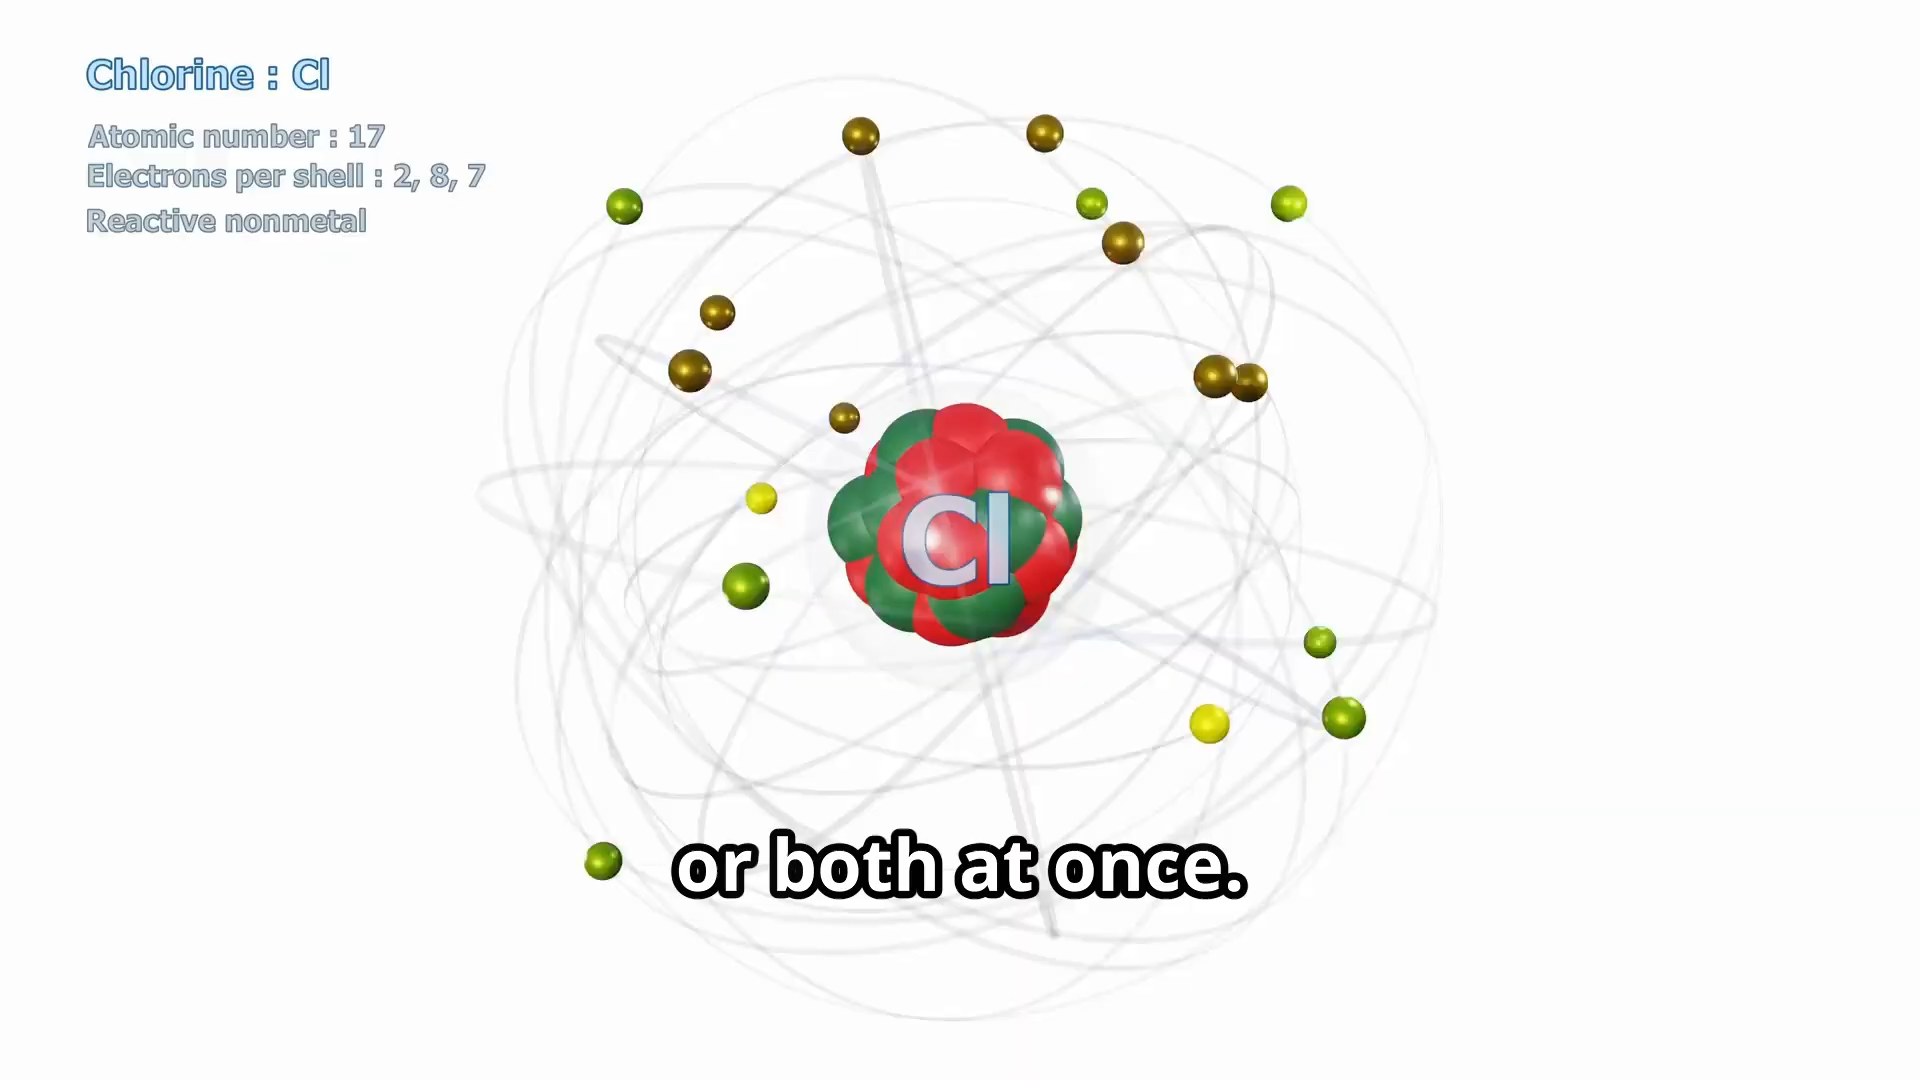 Chlorine : Cl
Atomic number : 17
Electrons per shell : 2, 8, 7
Reactive nonmetal
Cl
or both at once.